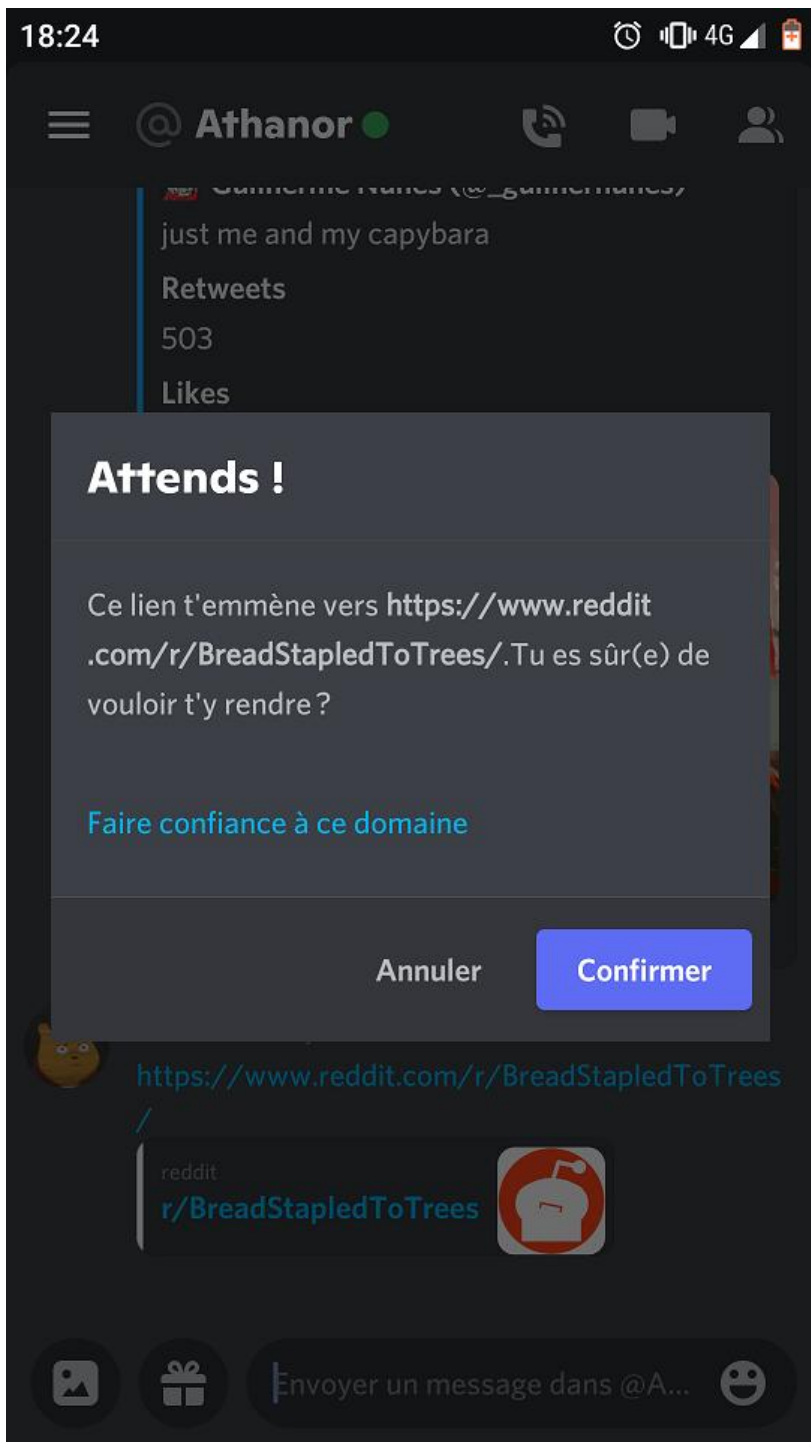 18:24
4G
@ Athanor
just me and my capybara
Retweets
503
Likes
Attends !
Ce lien t'emmène vers https://www.reddit
.com/r/BreadStapledToTrees/.Tu es sûr(e) de
vouloir t'y rendre ?
Faire confiance à ce domaine
Annuler
Confirmer
https://www.reddit.com/r/BreadStapledToTrees
/
reddit
r/BreadStapledToTrees
Envoyer un message dans @A...